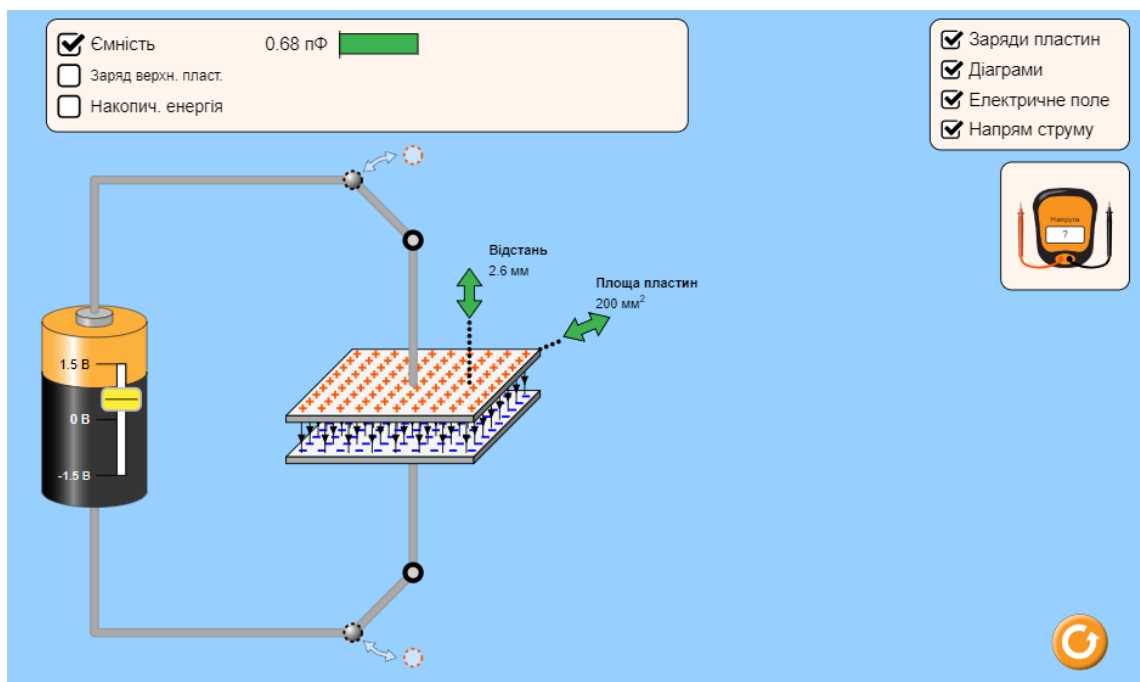 Ємність 0.68 пФ
Заряд верхн. пласт.
Накопич. енергія
Заряди пластин
Діаграми
Електричне поле
Напрям струму
Напруга
?
Відстань
2.6 мм
Площа пластин
200 мм²
1.5 В
0 В
-1.5 В